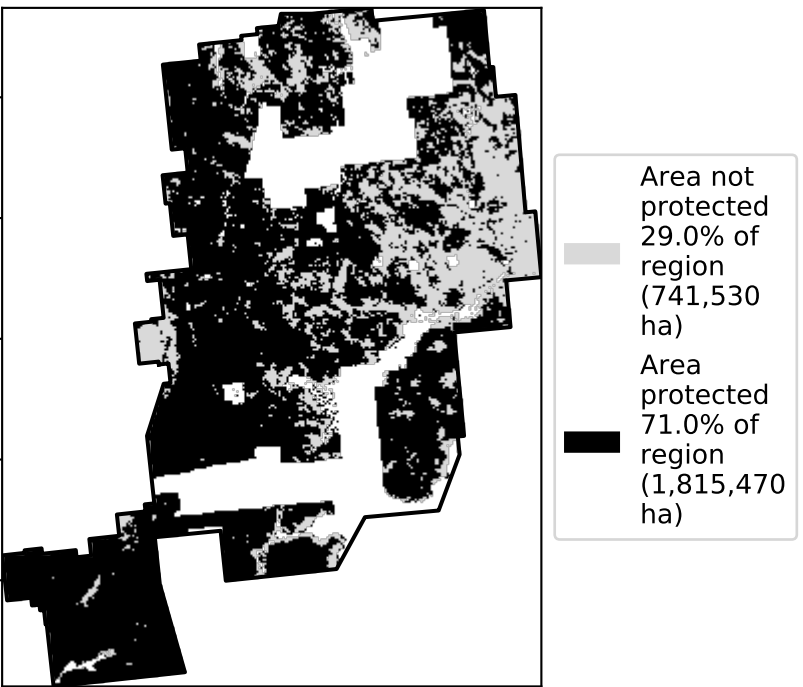 Area not
protected
29.0% of
region
(741,530
ha)
Area
protected
71.0% of
region
(1,815,470
ha)